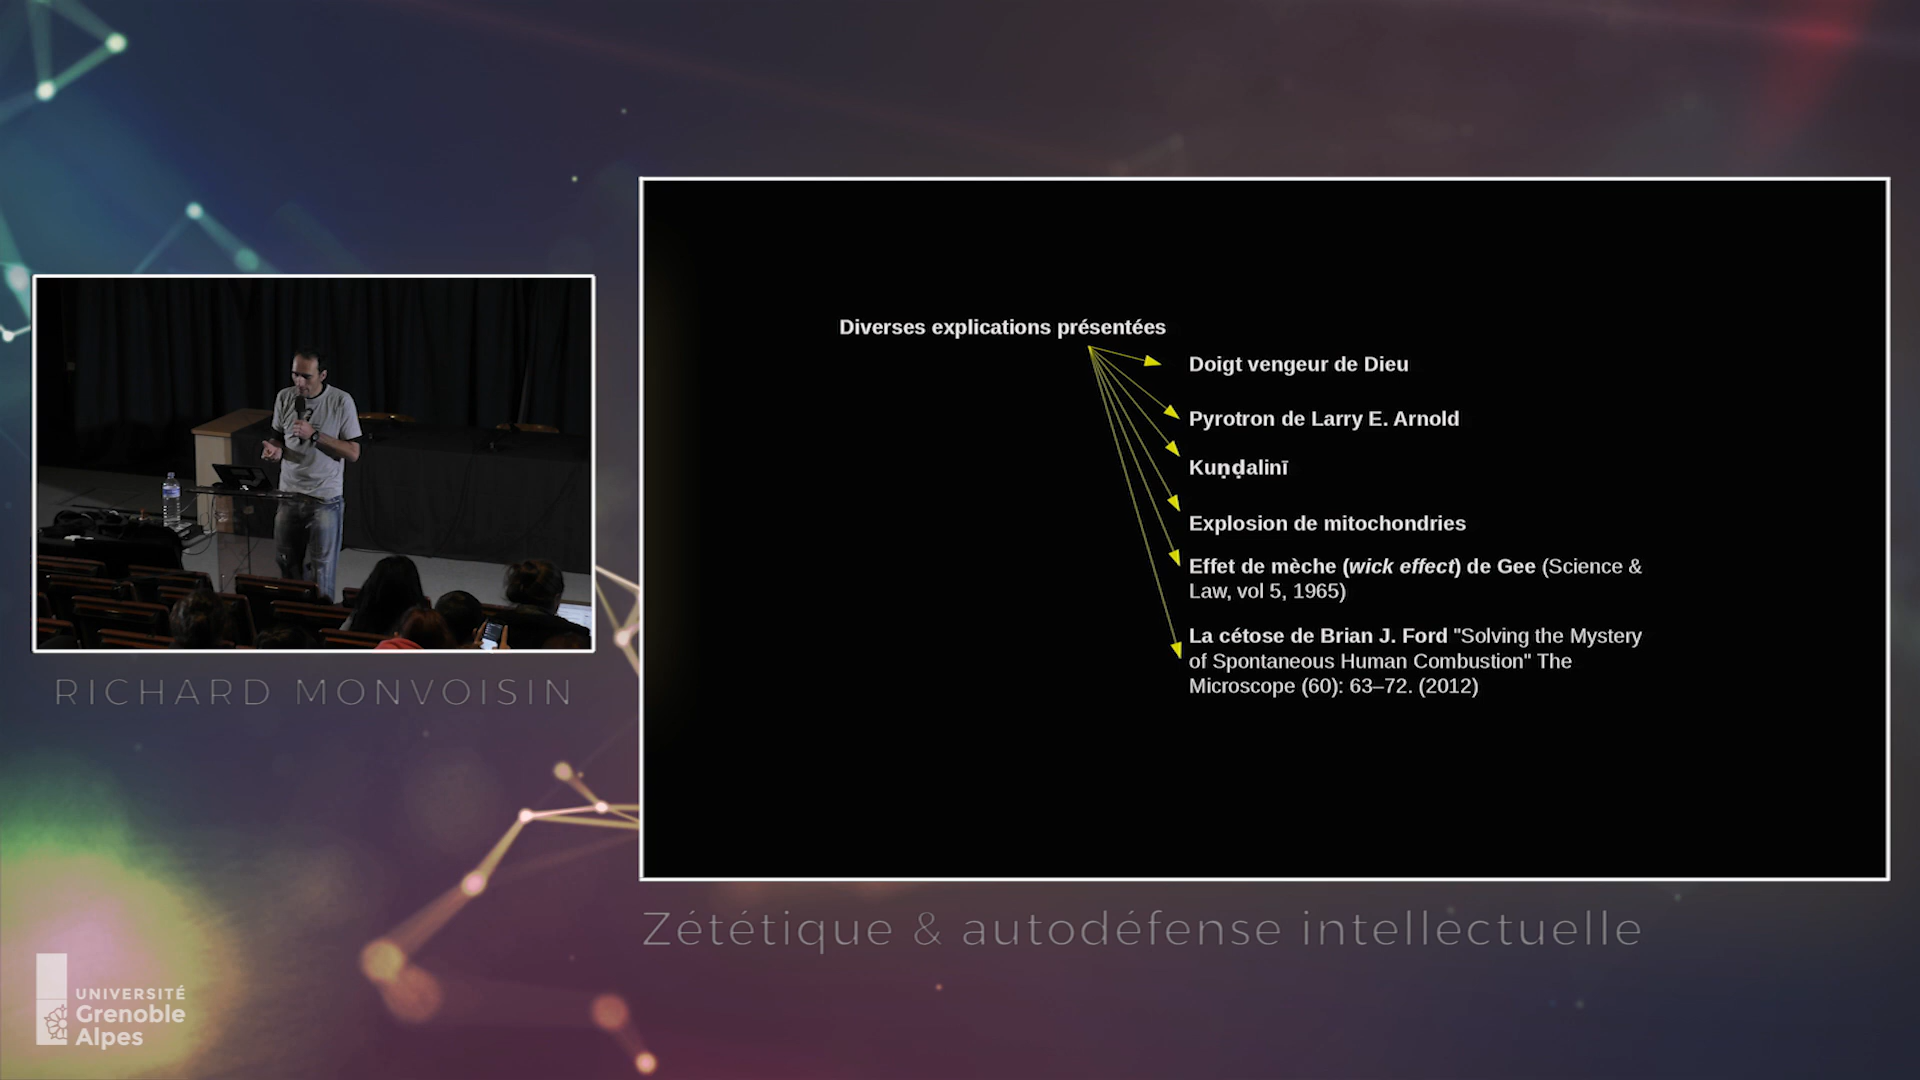 Diverses explications présentées
Doigt vengeur de Dieu
Pyrotron de Larry E. Arnold
Kuṇḍalinī
Explosion de mitochondries
Effet de mèche (wick effect) de Gee (Science &
Law, vol 5, 1965)
La cétose de Brian J. Ford "Solving the Mystery
of Spontaneous Human Combustion" The
Microscope (60): 63–72. (2012)
RICHARD MONVOISIN
Zététique & autodéfense intellectuelle
UNIVERSITÉ
Grenoble
Alpes